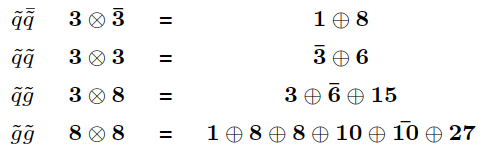 q̃q̃̄ 3 ⊗ 3̄ = 1 ⊕ 8
q̃q̃ 3 ⊗ 3 = 3̄ ⊕ 6
q̃g̃ 3 ⊗ 8 = 3 ⊕ 6̄ ⊕ 15
g̃g̃ 8 ⊗ 8 = 1 ⊕ 8 ⊕ 8 ⊕ 10 ⊕ 1̄0̄ ⊕ 27